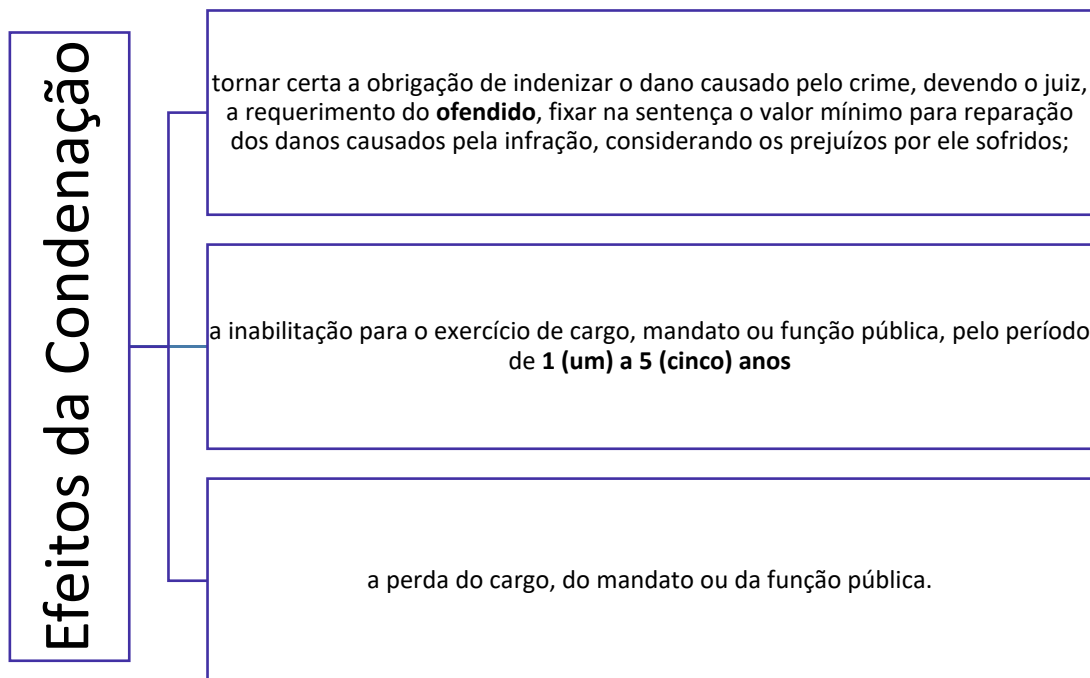 Efeitos da Condenação
tornar certa a obrigação de indenizar o dano causado pelo crime, devendo o juiz,
a requerimento do ofendido, fixar na sentença o valor mínimo para reparação
dos danos causados pela infração, considerando os prejuízos por ele sofridos;
a inabilitação para o exercício de cargo, mandato ou função pública, pelo período
de 1 (um) a 5 (cinco) anos
a perda do cargo, do mandato ou da função pública.